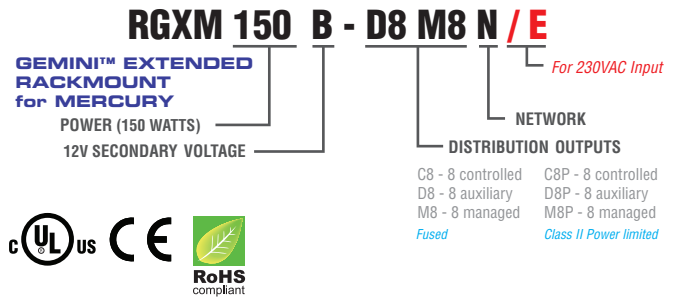 RGXM 150 B - D8 M8 N / E
GEMINI™ EXTENDED
RACKMOUNT
for MERCURY
For 230VAC Input
POWER (150 WATTS)
NETWORK
12V SECONDARY VOLTAGE
DISTRIBUTION OUTPUTS
C8 - 8 controlled
D8 - 8 auxiliary
M8 - 8 managed
Fused
C8P - 8 controlled
D8P - 8 auxiliary
M8P - 8 managed
Class II Power limited
C UL US CE
®
RoHS
compliant